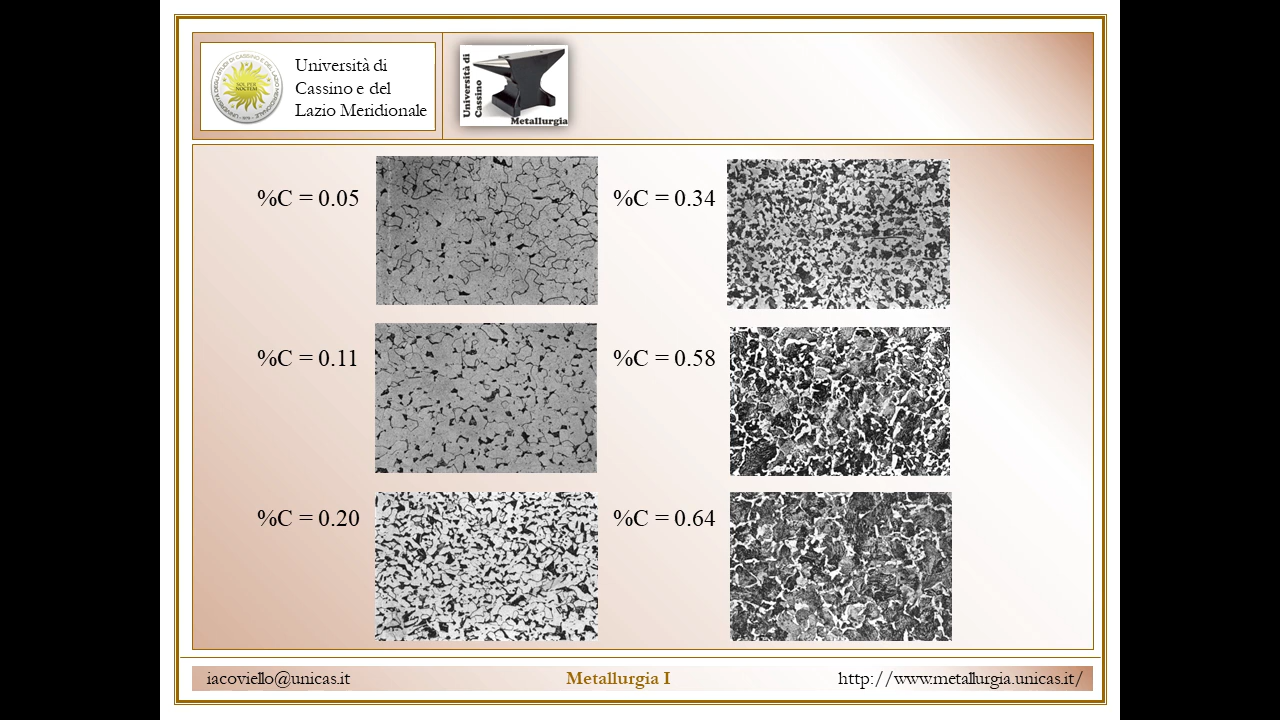 Università di
Cassino e del
Lazio Meridionale
Università di
Cassino
Metallurgia
%C = 0.05
%C = 0.34
%C = 0.11
%C = 0.58
%C = 0.20
%C = 0.64
iacoviello@unicas.it
Metallurgia I
http://www.metallurgia.unicas.it/